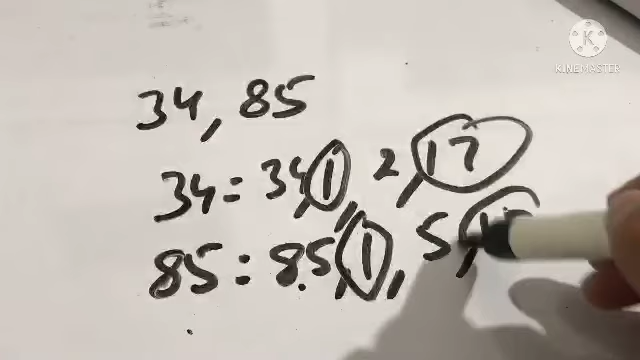 K
KINEMASTER
34, 85
34 = 34, 1, 2, 17
85 = 85, 1, 5,